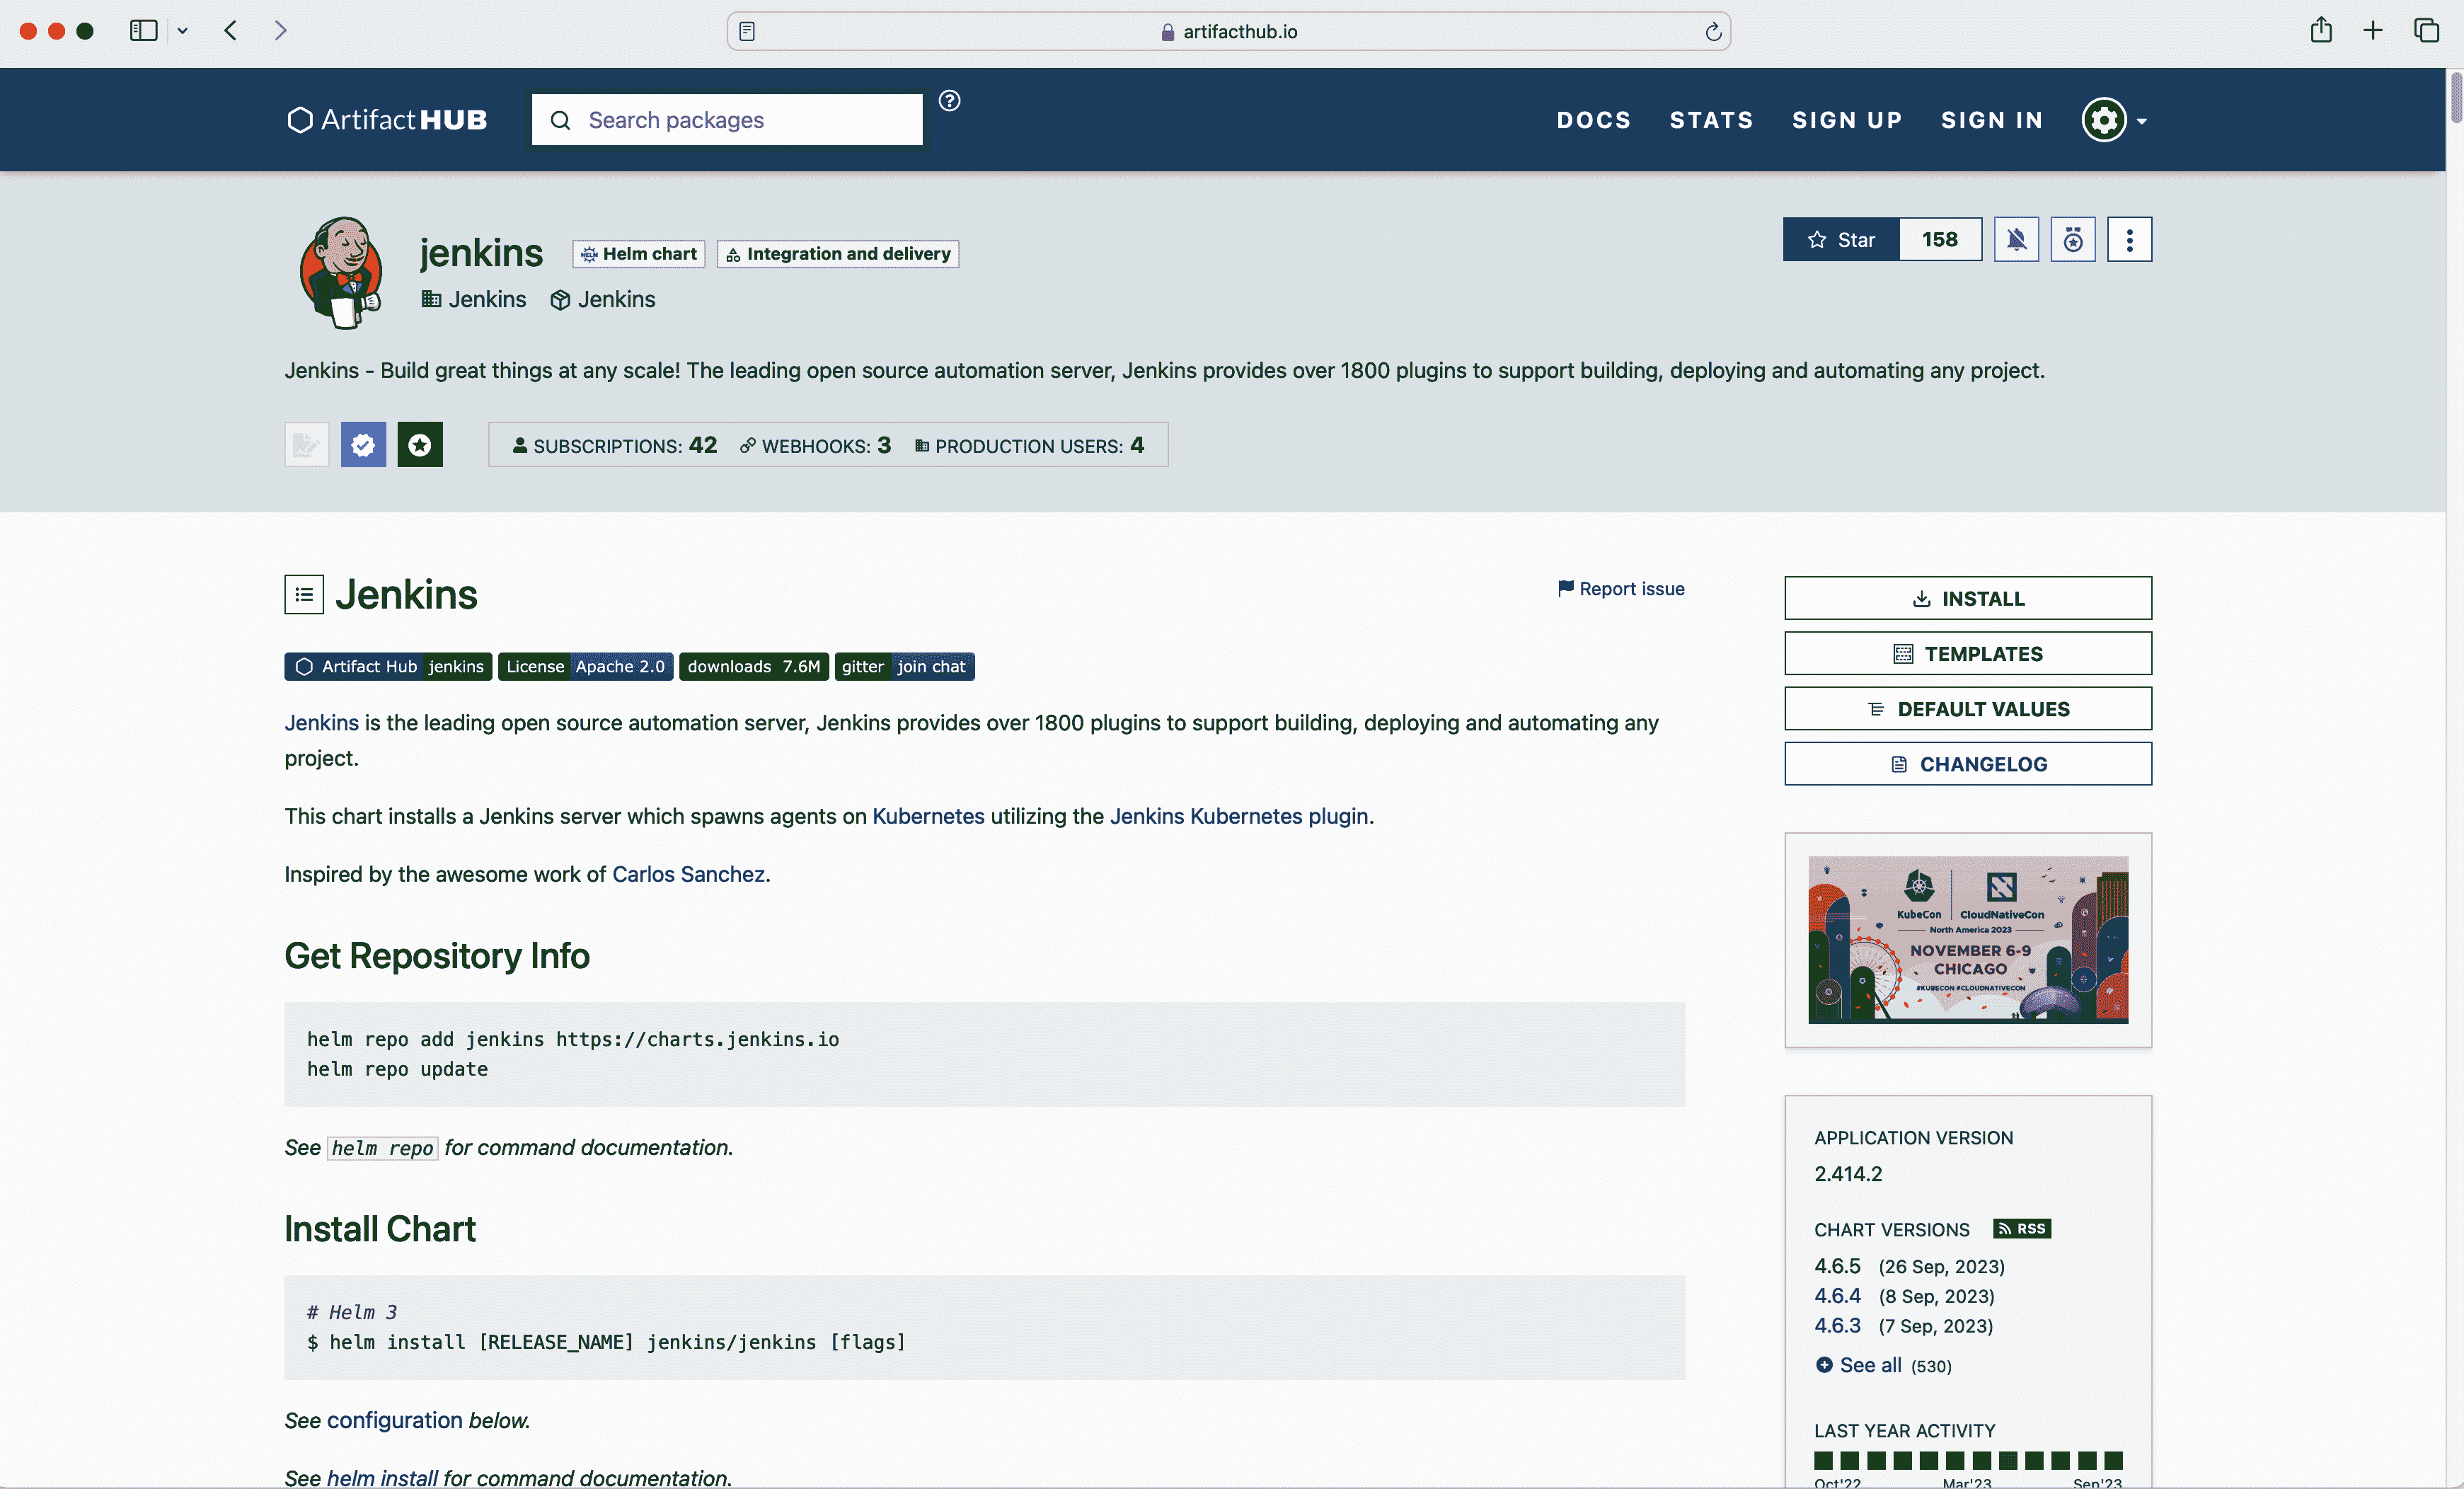 artifacthub.io
ArtifactHUB
Search packages
DOCS
STATS
SIGN UP
SIGN IN
jenkins
HELM Helm chart
Integration and delivery
Jenkins
Jenkins
Star 158
Jenkins - Build great things at any scale! The leading open source automation server, Jenkins provides over 1800 plugins to support building, deploying and automating any project.
SUBSCRIPTIONS: 42
WEBHOOKS: 3
PRODUCTION USERS: 4
Jenkins
Report issue
Artifact Hub jenkins
License Apache 2.0
downloads 7.6M
gitter join chat
Jenkins is the leading open source automation server, Jenkins provides over 1800 plugins to support building, deploying and automating any
project.
This chart installs a Jenkins server which spawns agents on Kubernetes utilizing the Jenkins Kubernetes plugin.
Inspired by the awesome work of Carlos Sanchez.
Get Repository Info
helm repo add jenkins https://charts.jenkins.io
helm repo update
See helm repo for command documentation.
Install Chart
# Helm 3
$ helm install [RELEASE_NAME] jenkins/jenkins [flags]
See configuration below.
See helm install for command documentation.
INSTALL
TEMPLATES
DEFAULT VALUES
CHANGELOG
KubeCon
CloudNativeCon
North America 2023
NOVEMBER 6-9
CHICAGO
#KUBECON #CLOUDNATIVECON
APPLICATION VERSION
2.414.2
CHART VERSIONS
RSS
4.6.5 (26 Sep, 2023)
4.6.4 (8 Sep, 2023)
4.6.3 (7 Sep, 2023)
See all (530)
LAST YEAR ACTIVITY
Oct'22 Mar'23 Sep'23